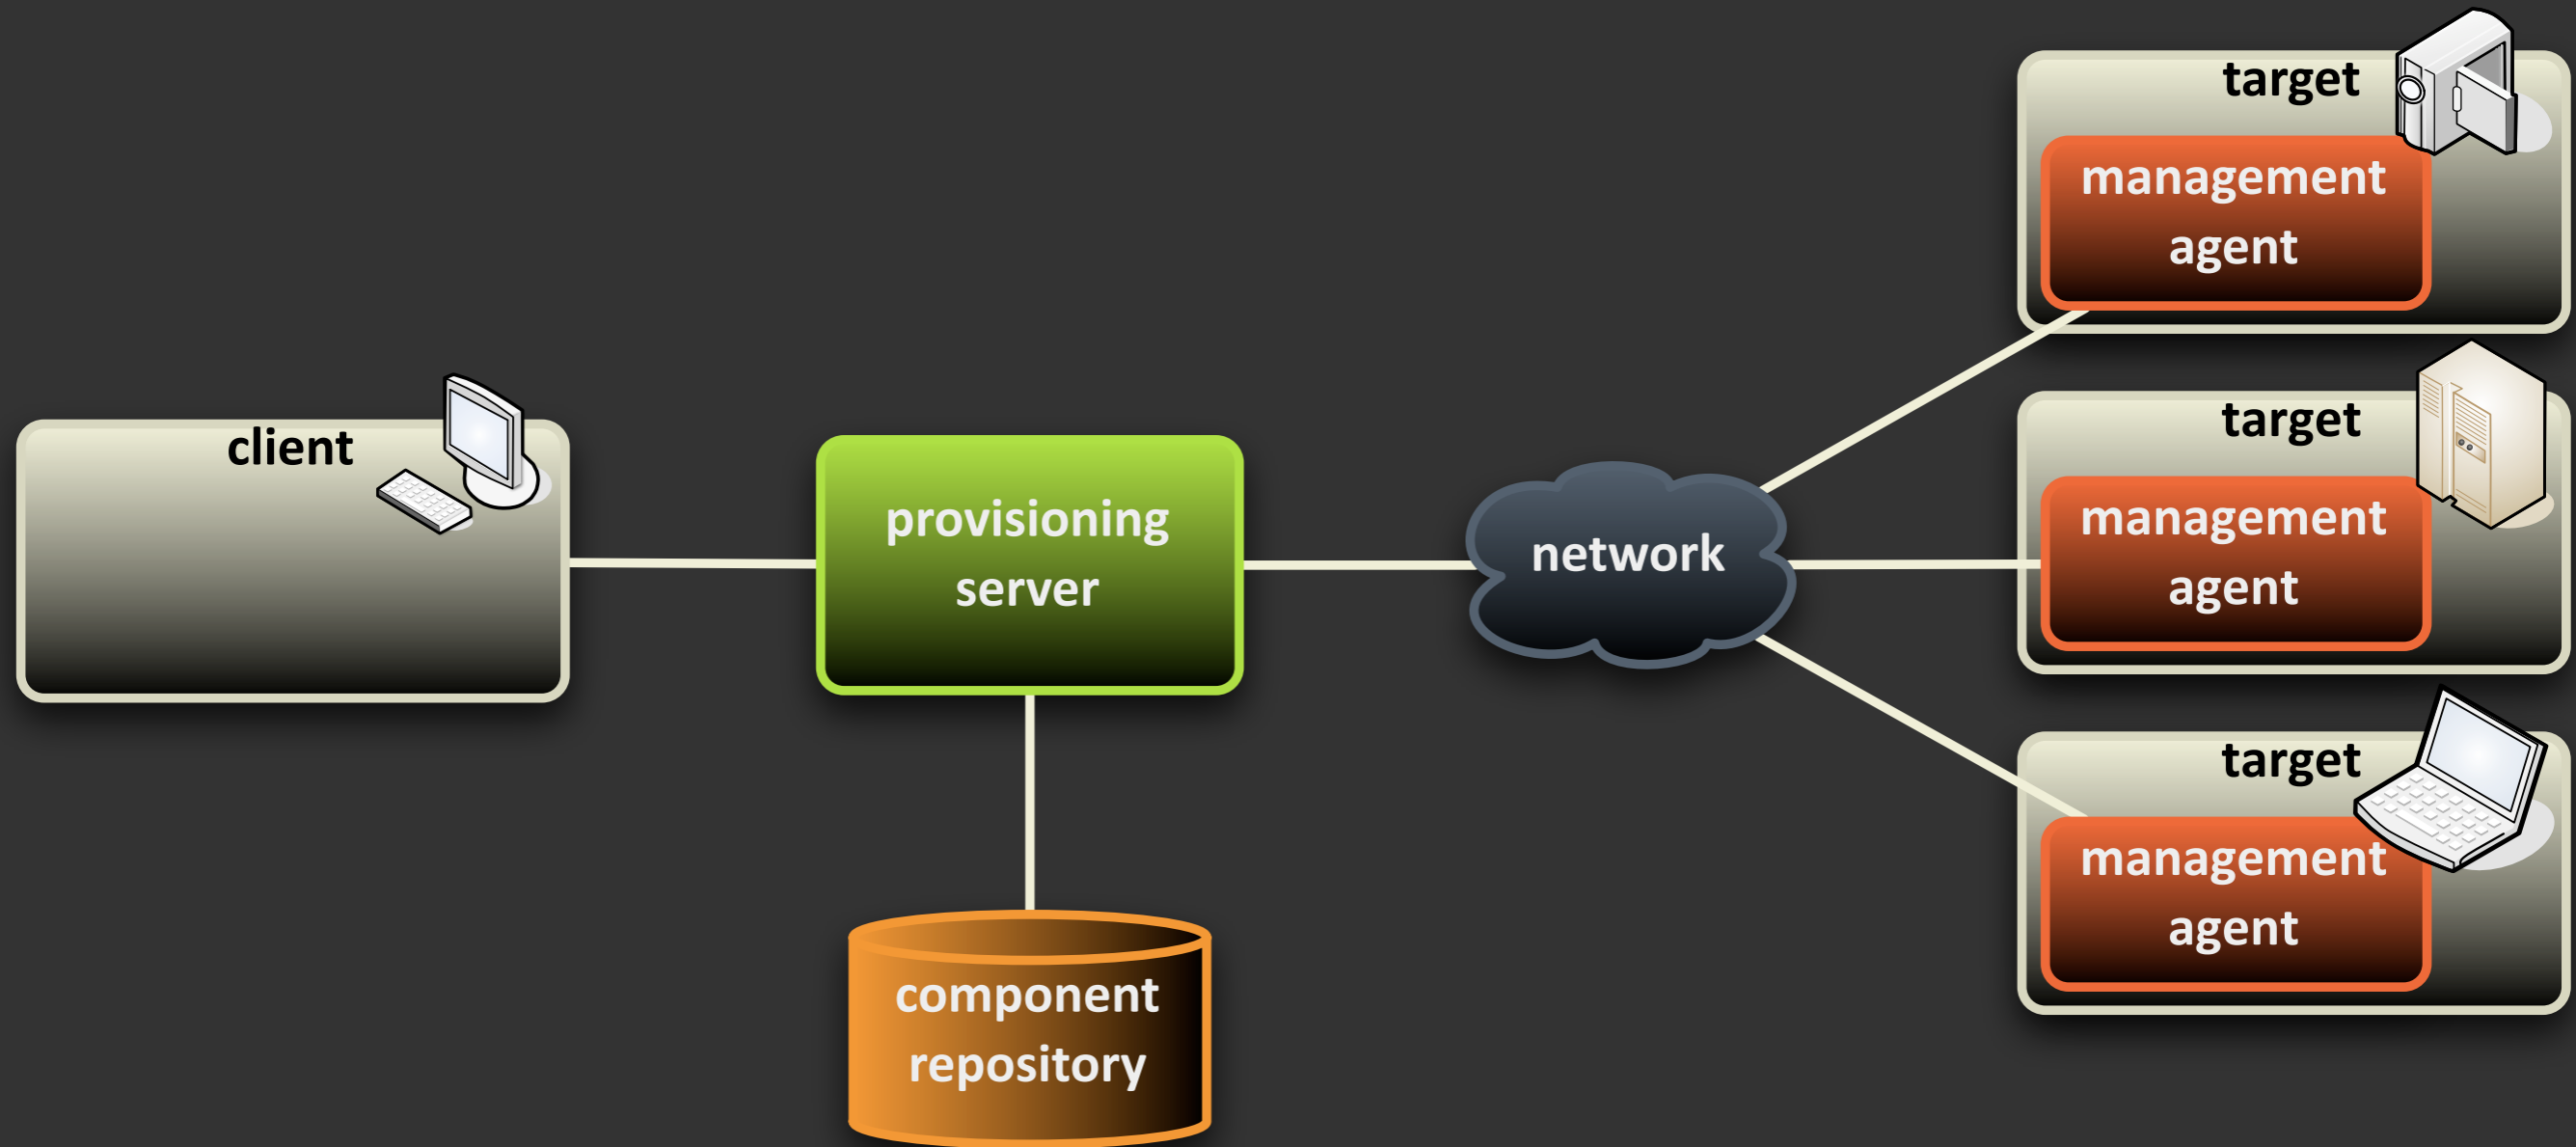 client
provisioning
server
component
repository
network
target
management
agent
target
management
agent
target
management
agent